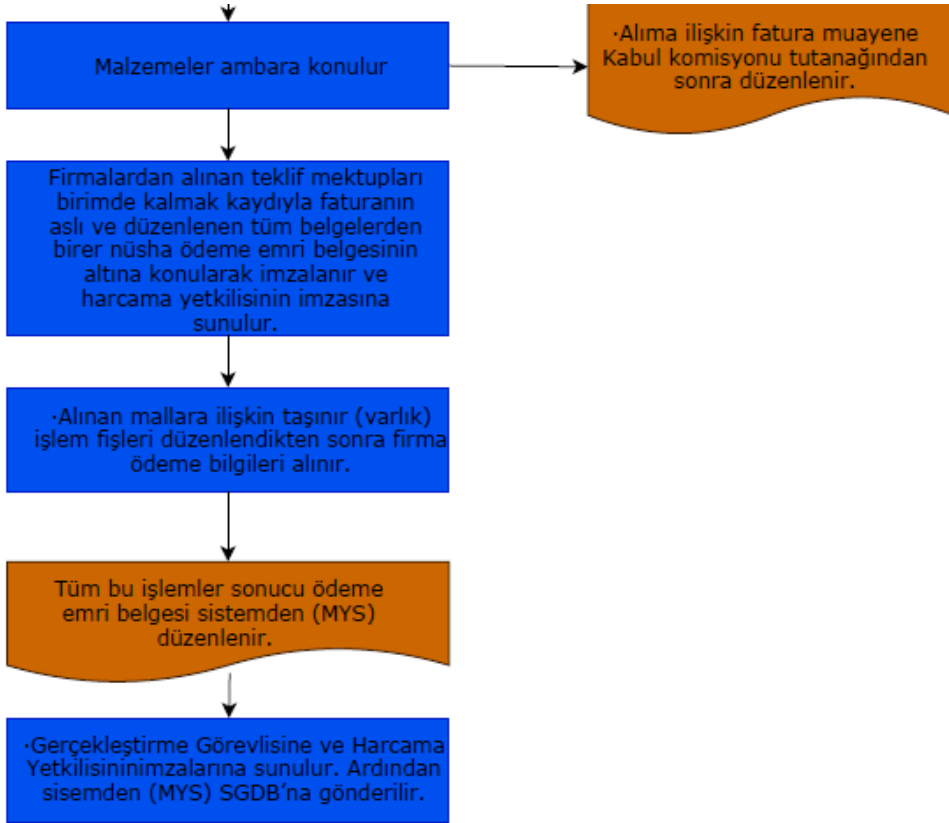 Malzemeler ambara konulur
·Alıma ilişkin fatura muayene
Kabul komisyonu tutanağından
sonra düzenlenir.
Firmalardan alınan teklif mektupları
birimde kalmak kaydıyla faturanın
aslı ve düzenlenen tüm belgelerden
birer nüsha ödeme emri belgesinin
altına konularak imzalanır ve
harcama yetkilisinin imzasına
sunulur.
·Alınan mallara ilişkin taşınır (varlık)
işlem fişleri düzenlendikten sonra firma
ödeme bilgileri alınır.
Tüm bu işlemler sonucu ödeme
emri belgesi sistemden (MYS)
düzenlenir.
·Gerçekleştirme Görevlisine ve Harcama
Yetkilisininimzalarına sunulur. Ardından
sisemden (MYS) SGDB’na gönderilir.